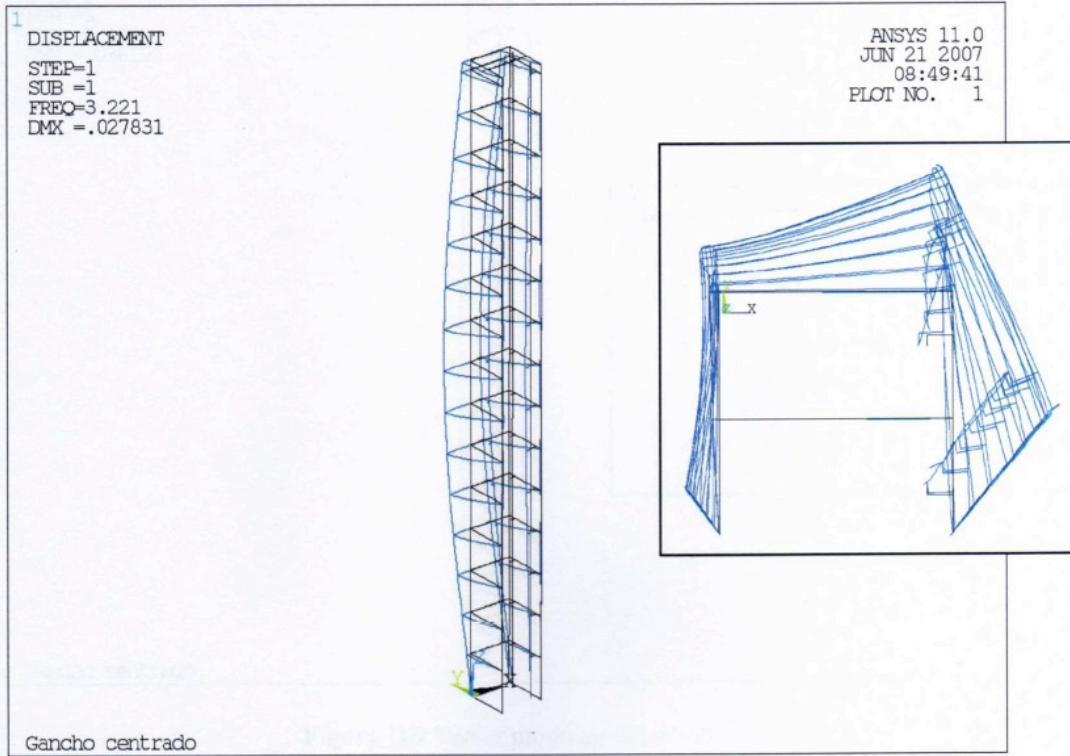 1
DISPLACEMENT
STEP=1
SUB =1
FREQ=3.221
DMX =.027831
ANSYS 11.0
JUN 21 2007
08:49:41
PLOT NO. 1
X
Y
Gancho centrado